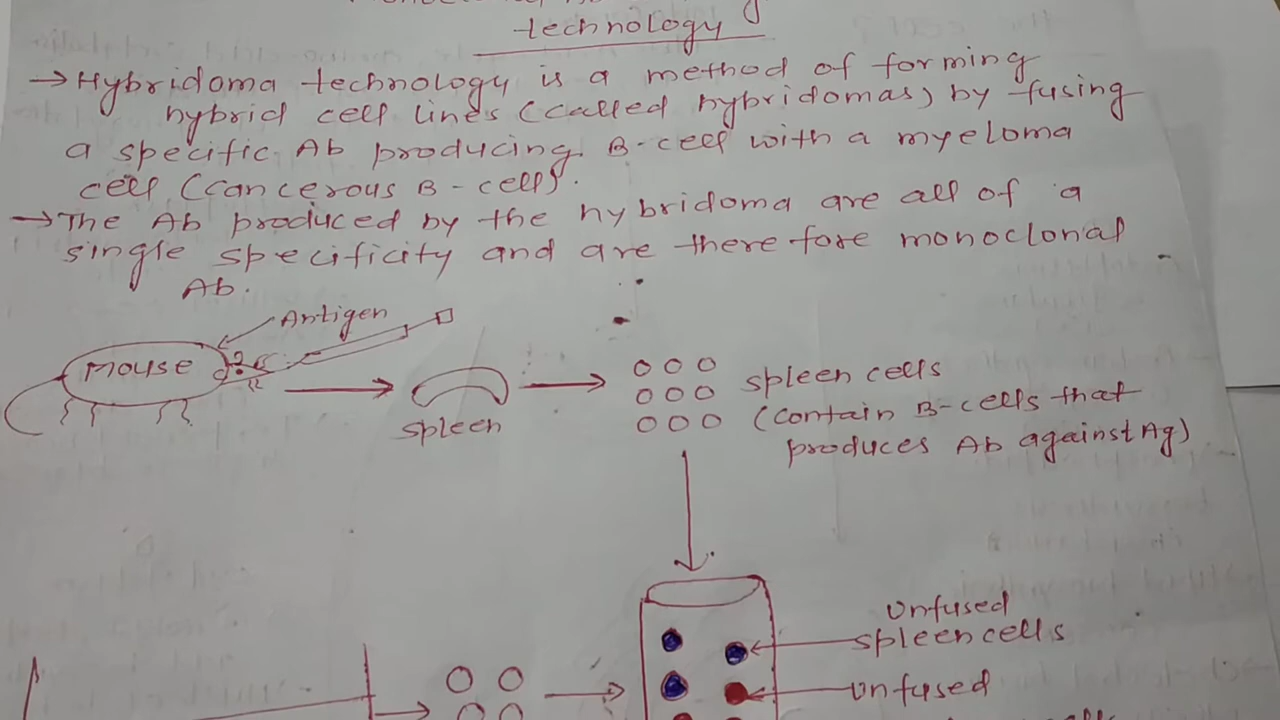 technology
→ Hybridoma technology is a method of forming
hybrid cell lines (called hybridomas) by fusing
a specific Ab producing B-cell with a myeloma
cell (cancerous B-cell).
→ The Ab produced by the hybridoma are all of a
single specificity and are therefore monoclonal
Ab.
Antigen
Mouse
spleen
spleen cells
(contain B-cells that
produces Ab against Ag)
Unfused
spleen cells
Unfused